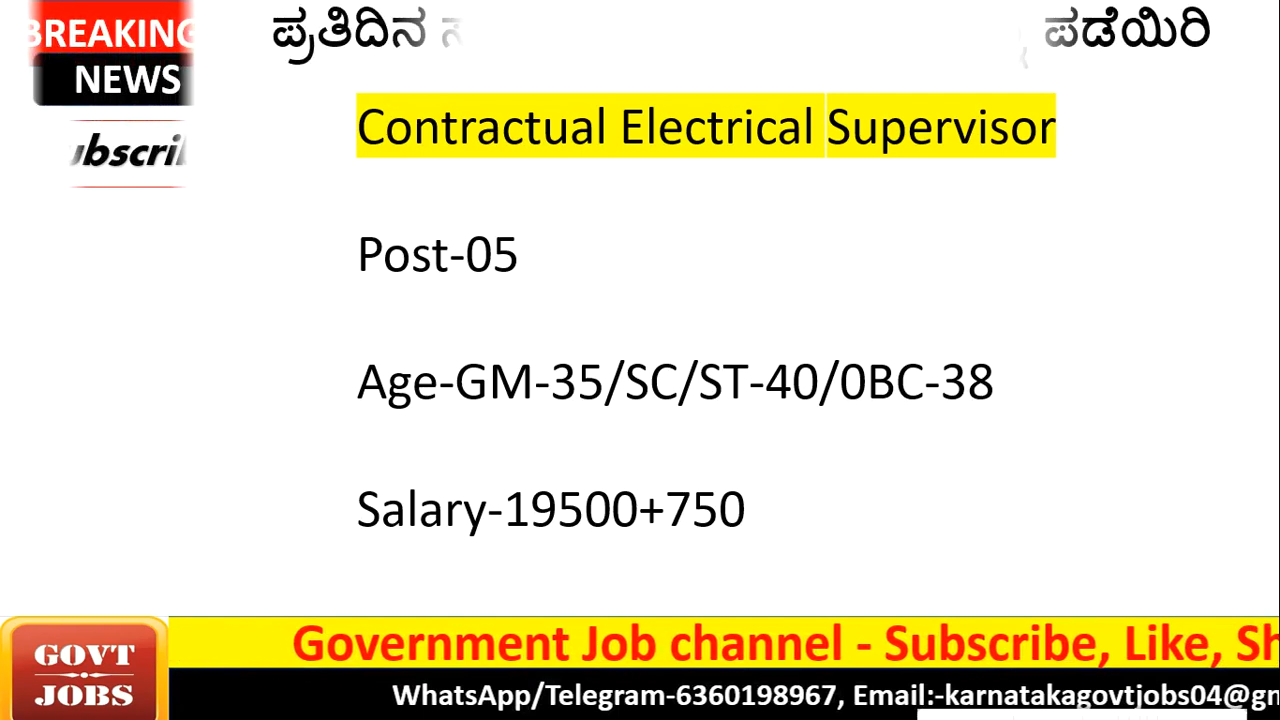 BREAKING
NEWS
ಪ್ರತಿದಿನ ಪಡೆಯಿರಿ
Contractual Electrical Supervisor
Post-05
Age-GM-35/SC/ST-40/0BC-38
Salary-19500+750
GOVT
JOBS
Government Job channel - Subscribe, Like, Sh
WhatsApp/Telegram-6360198967, Email:-karnatakagovtjobs04@gm